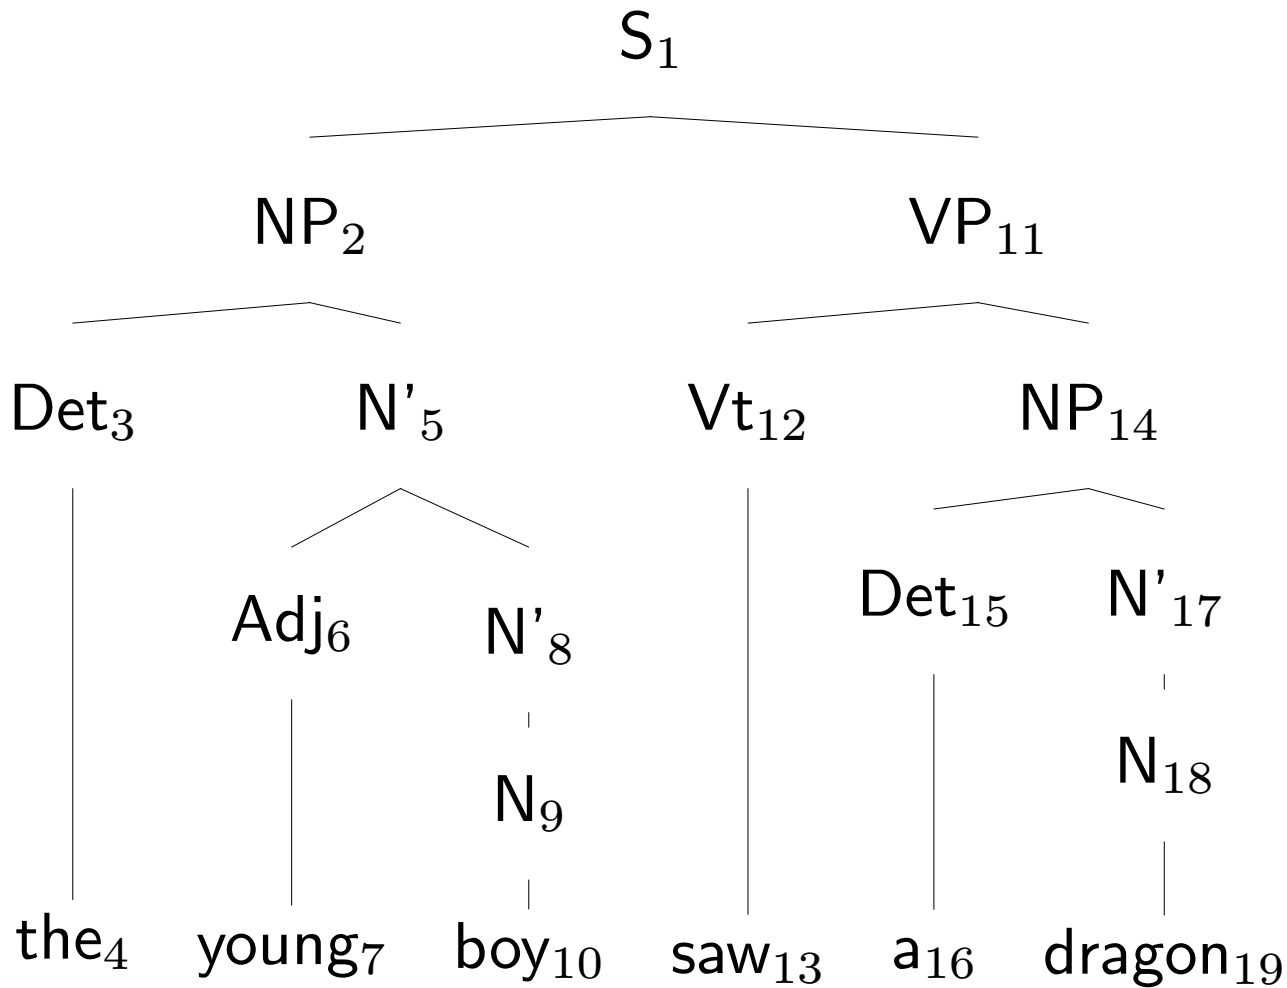 S₁
NP₂ VP₁₁
Det₃ N'₅ Vt₁₂ NP₁₄
Adj₆ N'₈ Det₁₅ N'₁₇
N₉ N₁₈
the₄ young₇ boy₁₀ saw₁₃ a₁₆ dragon₁₉